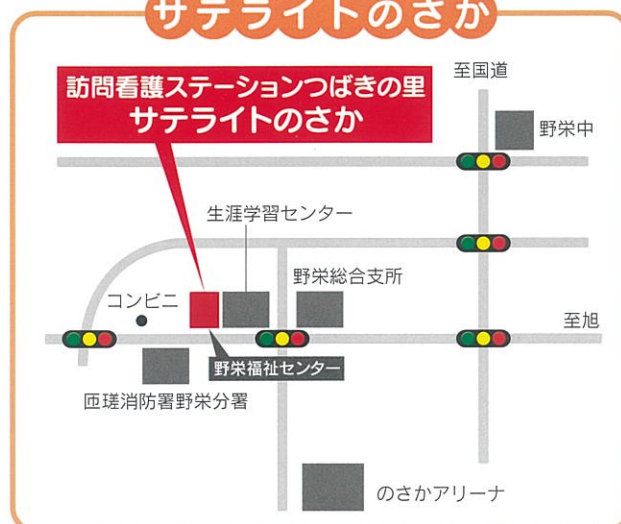 サテライトのさか
訪問看護ステーションつばきの里
サテライトのさか
至国道
野栄中
生涯学習センター
野栄総合支所
コンビニ
至旭
野栄福祉センター
匝瑳消防署野栄分署
のさかアリーナ